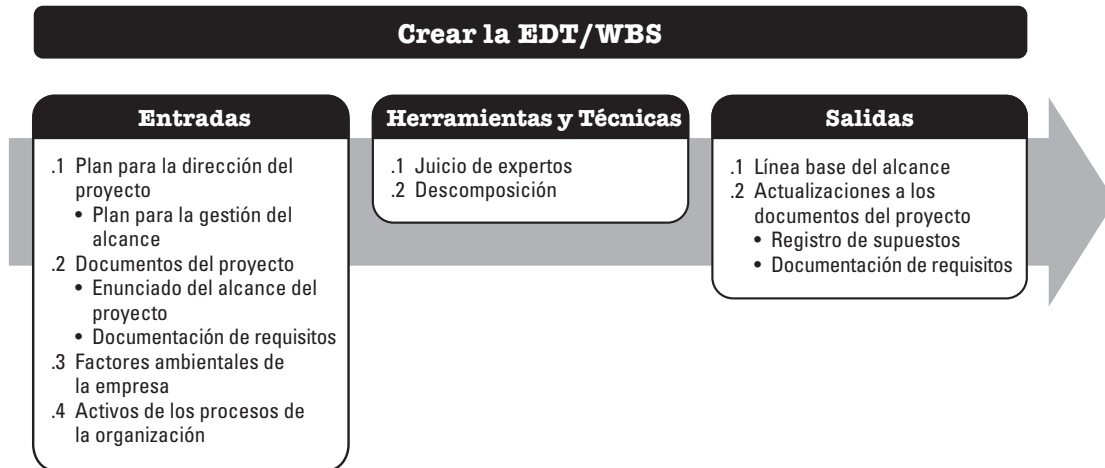 Crear la EDT/WBS
Entradas
.1 Plan para la dirección del
proyecto
• Plan para la gestión del
alcance
.2 Documentos del proyecto
• Enunciado del alcance del
proyecto
• Documentación de requisitos
.3 Factores ambientales de
la empresa
.4 Activos de los procesos de
la organización
Herramientas y Técnicas
.1 Juicio de expertos
.2 Descomposición
Salidas
.1 Línea base del alcance
.2 Actualizaciones a los
documentos del proyecto
• Registro de supuestos
• Documentación de requisitos